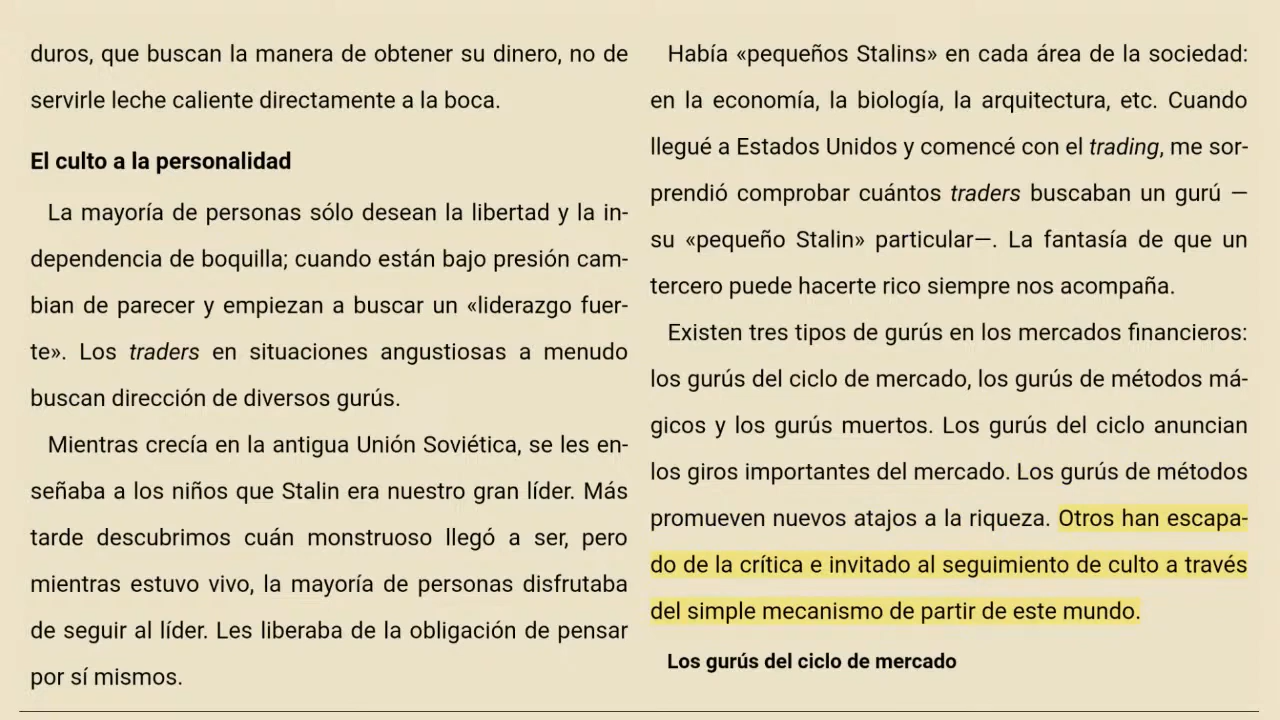 duros, que buscan la manera de obtener su dinero, no de
servirle leche caliente directamente a la boca.
El culto a la personalidad
La mayoría de personas sólo desean la libertad y la in-
dependencia de boquilla; cuando están bajo presión cam-
bian de parecer y empiezan a buscar un «liderazgo fuer-
te». Los traders en situaciones angustiosas a menudo
buscan dirección de diversos gurús.
Mientras crecía en la antigua Unión Soviética, se les en-
señaba a los niños que Stalin era nuestro gran líder. Más
tarde descubrimos cuán monstruoso llegó a ser, pero
mientras estuvo vivo, la mayoría de personas disfrutaba
de seguir al líder. Les liberaba de la obligación de pensar
por sí mismos.
Había «pequeños Stalins» en cada área de la sociedad:
en la economía, la biología, la arquitectura, etc. Cuando
llegué a Estados Unidos y comencé con el trading, me sor-
prendió comprobar cuántos traders buscaban un gurú —
su «pequeño Stalin» particular—. La fantasía de que un
tercero puede hacerte rico siempre nos acompaña.
Existen tres tipos de gurús en los mercados financieros:
los gurús del ciclo de mercado, los gurús de métodos má-
gicos y los gurús muertos. Los gurús del ciclo anuncian
los giros importantes del mercado. Los gurús de métodos
promueven nuevos atajos a la riqueza. Otros han escapa-
do de la crítica e invitado al seguimiento de culto a través
del simple mecanismo de partir de este mundo.
Los gurús del ciclo de mercado